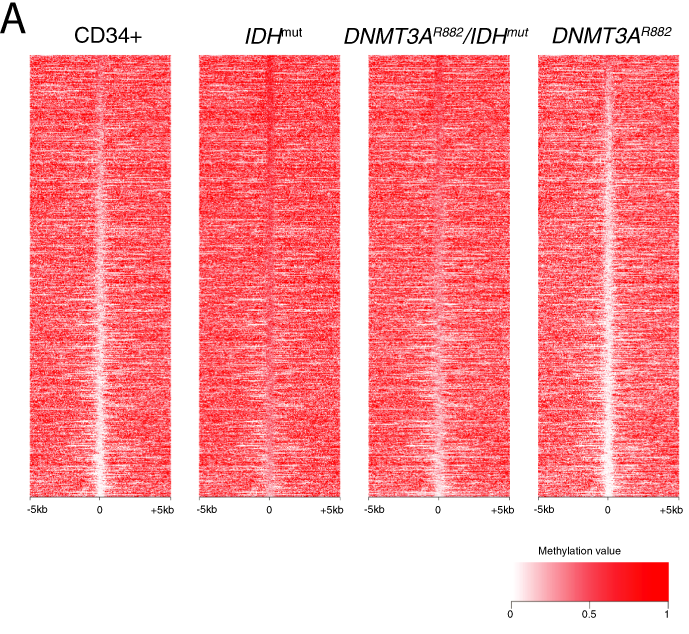 A
CD34+ IDHmut DNMT3AR882/IDHmut DNMT3AR882
-5kb 0 +5kb -5kb 0 +5kb -5kb 0 +5kb -5kb 0 +5kb
Methylation value
0 0.5 1